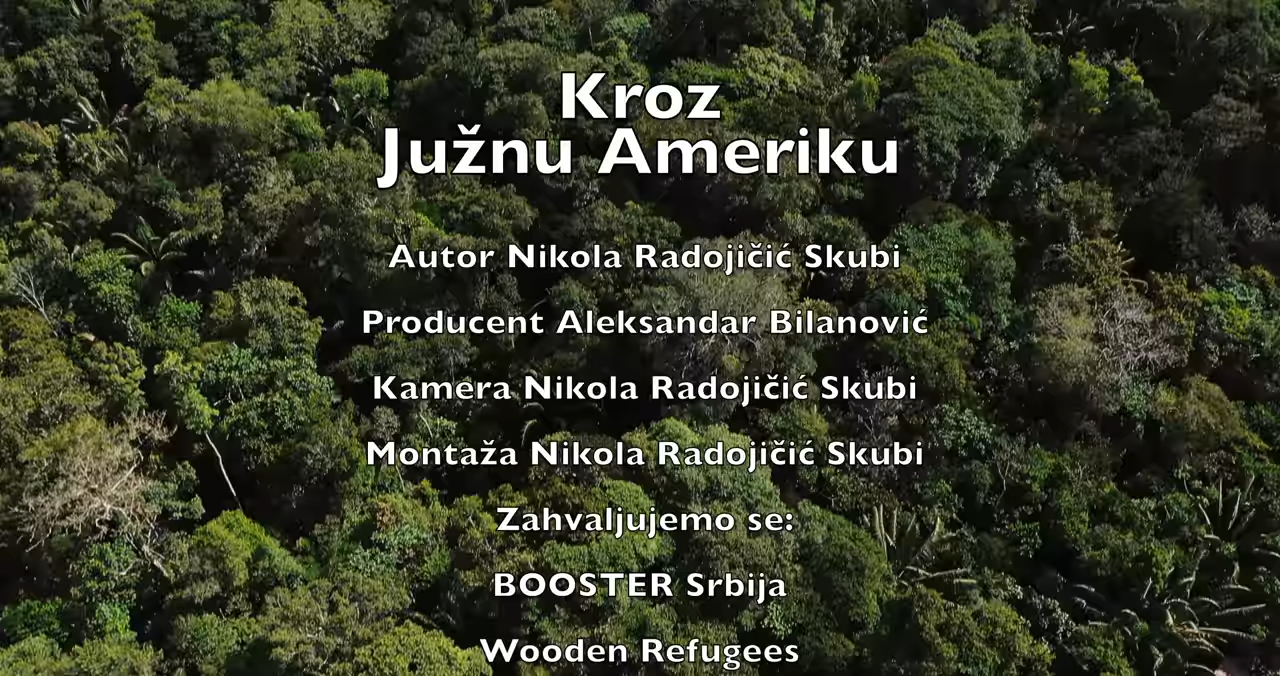 Kroz
Južnu Ameriku
Autor Nikola Radojičić Skubi
Producent Aleksandar Bilanović
Kamera Nikola Radojičić Skubi
Montaža Nikola Radojičić Skubi
Zahvaljujemo se:
BOOSTER Srbija
Wooden Refugees